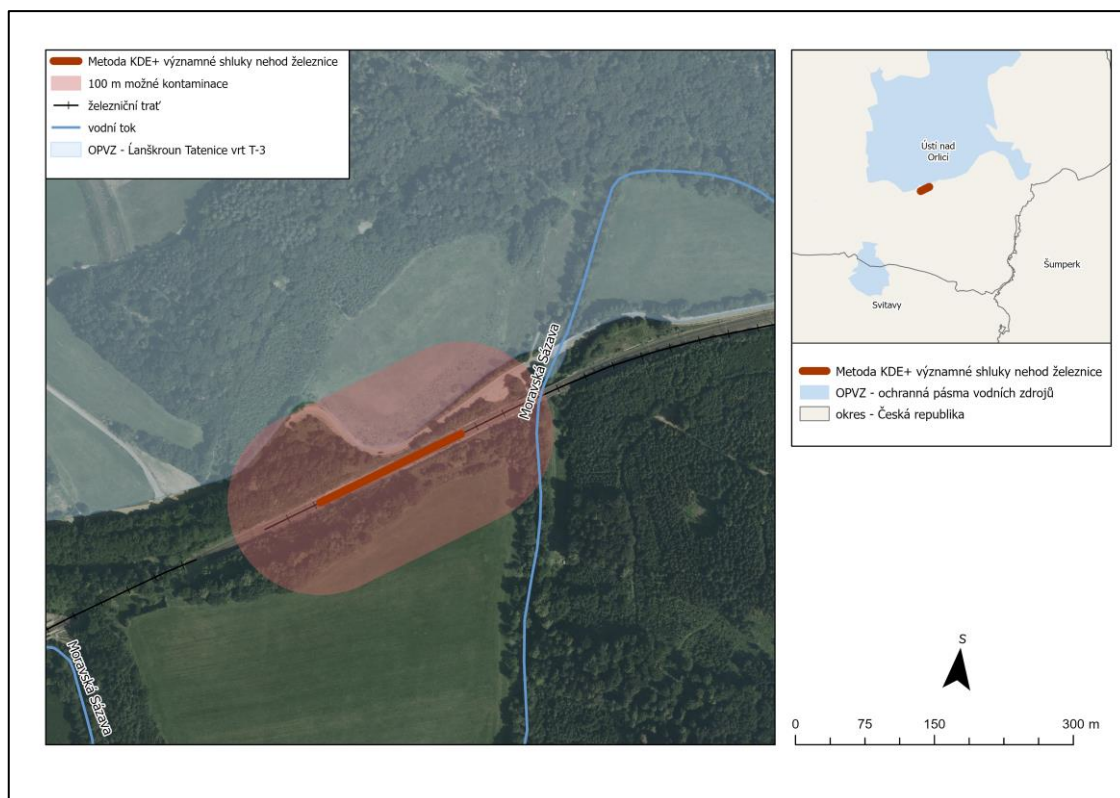 Metoda KDE+ významné shluky nehod železnice
100 m možné kontaminace
železniční trať
vodní tok
OPVZ - Ĺanškroun Tatenice vrt T-3
Moravská Sázava
Moravská Sázava
Ústí nad
Orlicí
Šumperk
Svitavy
Metoda KDE+ významné shluky nehod železnice
OPVZ - ochranná pásma vodních zdrojů
okres - Česká republika
S
0 75 150 300 m